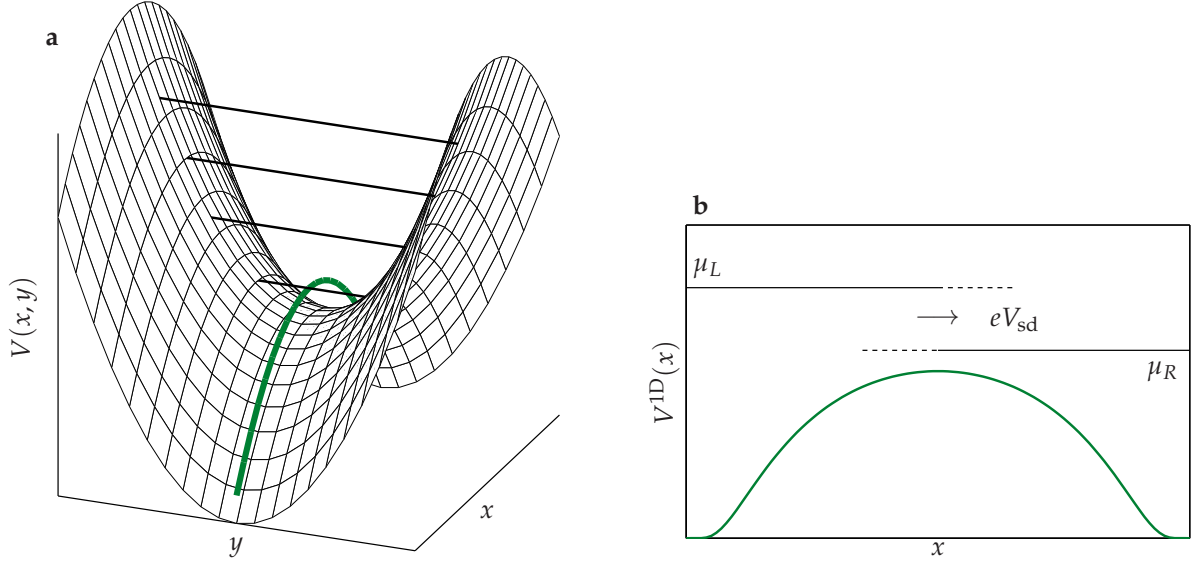 a
V(x, y)
y
x
b
μ_L
eV_sd
μ_R
V^1D(x)
x